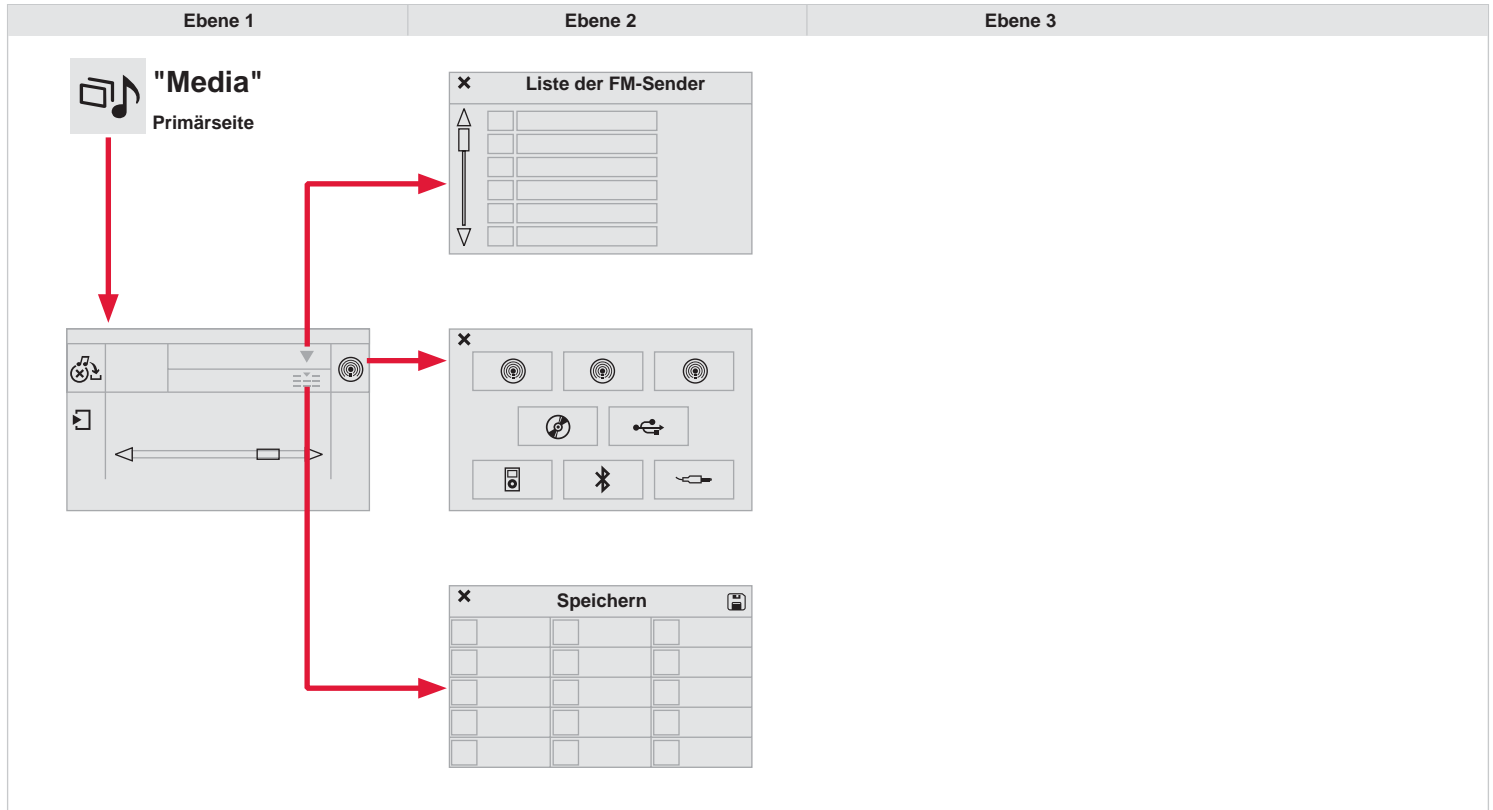 Ebene 1
Ebene 2
Ebene 3
"Media"
Primärseite
Liste der FM-Sender
Speichern